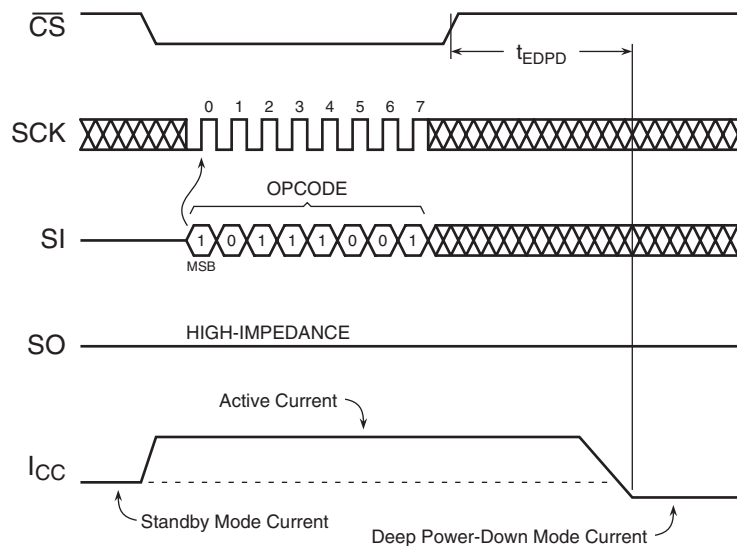 CS
tEDPD
0 1 2 3 4 5 6 7
SCK
OPCODE
SI
1 0 1 1 1 0 0 1
MSB
HIGH-IMPEDANCE
SO
Active Current
ICC
Standby Mode Current
Deep Power-Down Mode Current